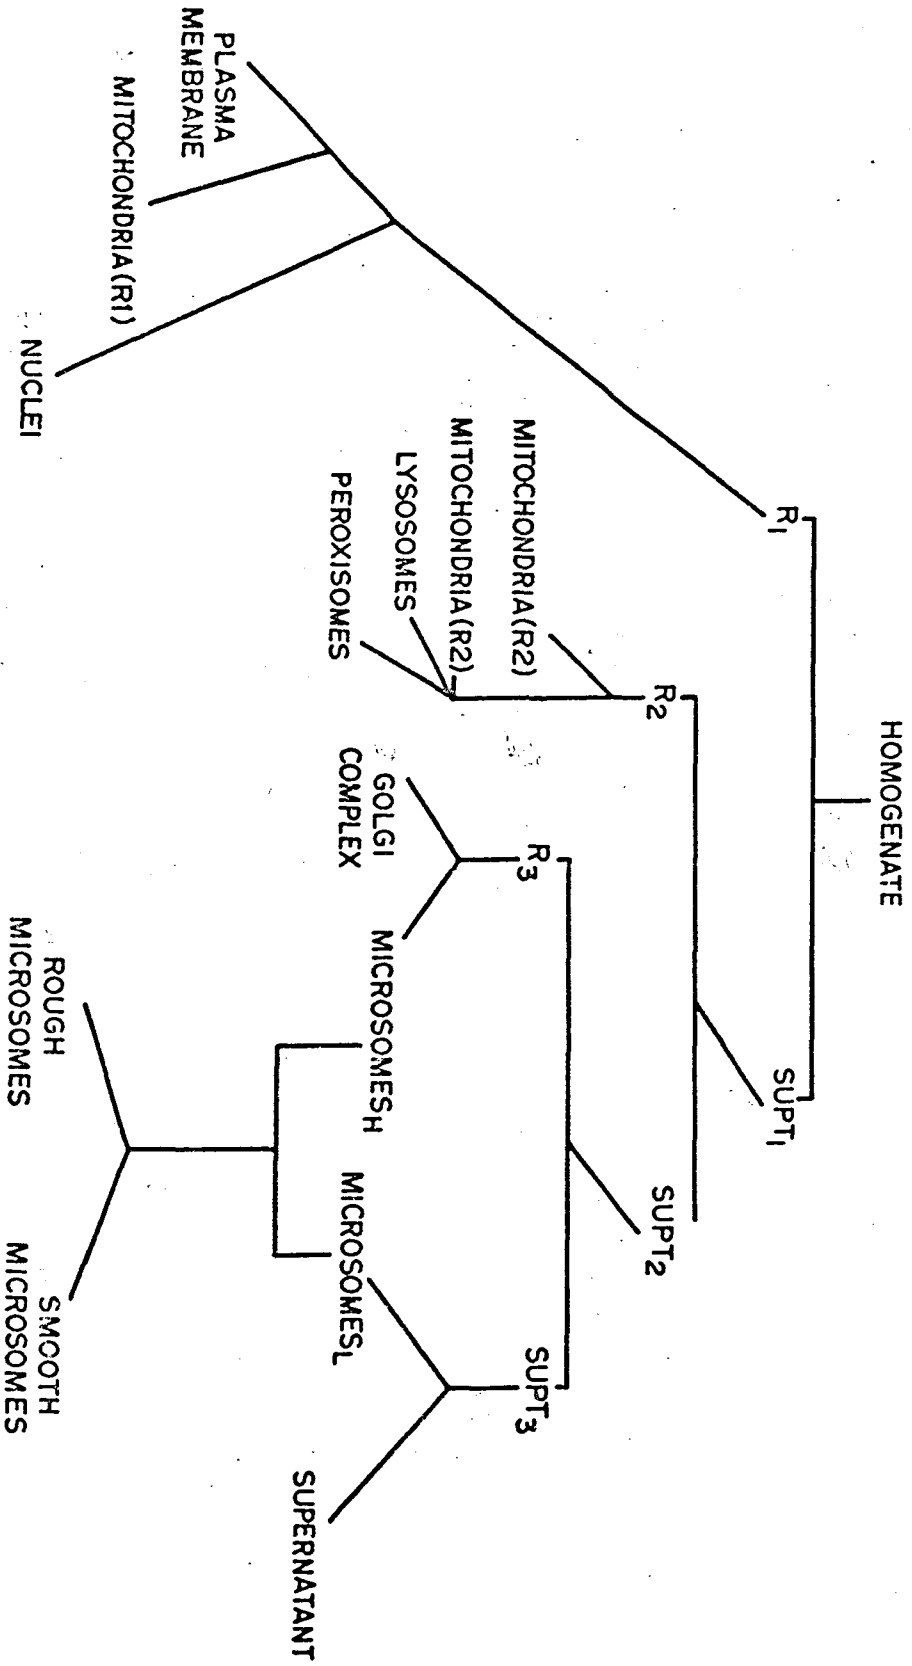 HOMOGENATE
R1
SUPT1
R2
SUPT2
MITOCHONDRIA(R2)
MITOCHONDRIA(R2)
LYSOSOMES
PEROXISOMES
R3
SUPT3
GOLGI
COMPLEX
MICROSOMESH
MICROSOMESL
SUPERNATANT
PLASMA
MEMBRANE
MITOCHONDRIA(R1)
NUCLEI
ROUGH
MICROSOMES
SMOOTH
MICROSOMES